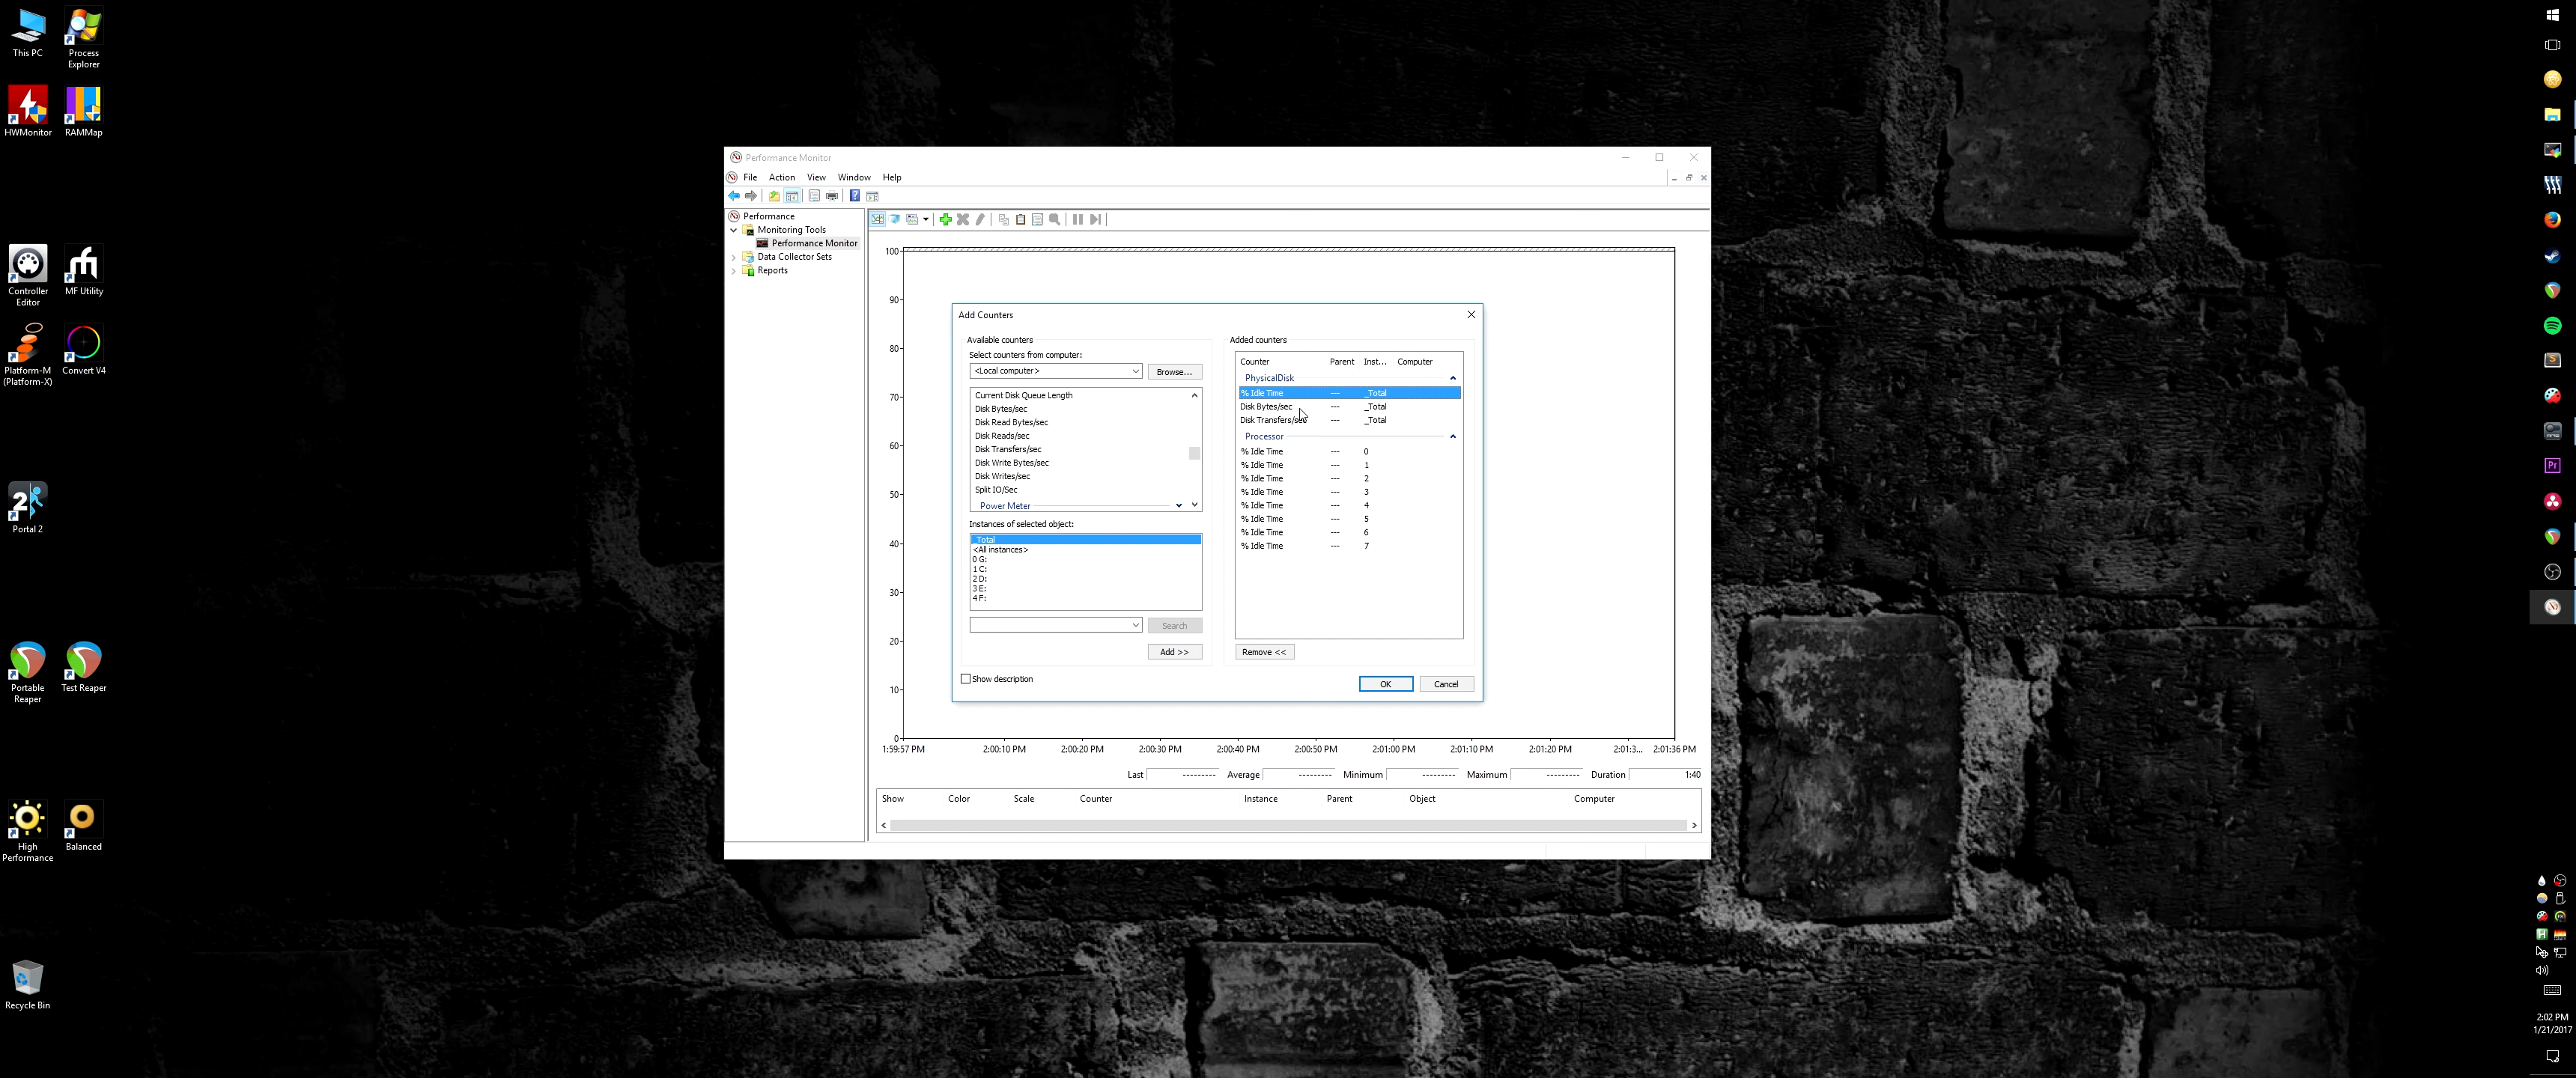 This PC
Process
Explorer
HWMonitor
RAMMap
Controller
Editor
MF Utility
Platform-M
(Platform-X)
Convert V4
Portal 2
Portable
Reaper
Test Reaper
High
Performance
Balanced
Recycle Bin
Performance Monitor
File Action View Window Help
Performance
Monitoring Tools
Performance Monitor
Data Collector Sets
Reports
100
90
80
70
60
50
40
30
20
10
0
1:59:57 PM 2:00:10 PM 2:00:20 PM 2:00:30 PM 2:00:40 PM 2:00:50 PM 2:01:00 PM 2:01:10 PM 2:01:20 PM 2:01:3... 2:01:36 PM
Last --------- Average --------- Minimum --------- Maximum --------- Duration 1:40
Show Color Scale Counter Instance Parent Object Computer
Add Counters
Available counters
Select counters from computer:
<Local computer>
Browse...
Current Disk Queue Length
Disk Bytes/sec
Disk Read Bytes/sec
Disk Reads/sec
Disk Transfers/sec
Disk Write Bytes/sec
Disk Writes/sec
Split IO/Sec
Power Meter
Instances of selected object:
_Total
<All instances>
0 G:
1 C:
2 D:
3 E:
4 F:
Search
Add >>
Show description
Added counters
Counter Parent Inst... Computer
PhysicalDisk
% Idle Time --- _Total
Disk Bytes/sec --- _Total
Disk Transfers/sec --- _Total
Processor
% Idle Time --- 0
% Idle Time --- 1
% Idle Time --- 2
% Idle Time --- 3
% Idle Time --- 4
% Idle Time --- 5
% Idle Time --- 6
% Idle Time --- 7
Remove <<
OK
Cancel
Pr
2:02 PM
1/21/2017